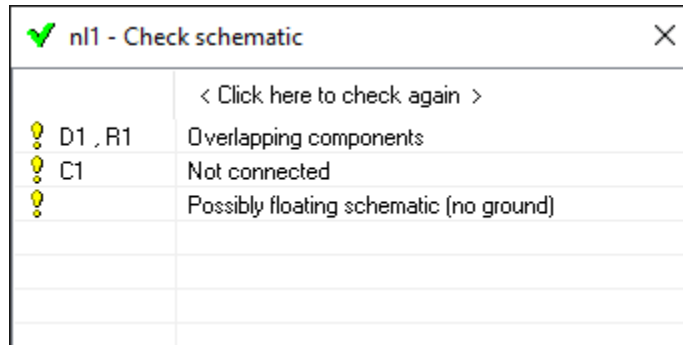 nl1 - Check schematic
< Click here to check again >
D1 , R1 Overlapping components
C1 Not connected
Possibly floating schematic (no ground)